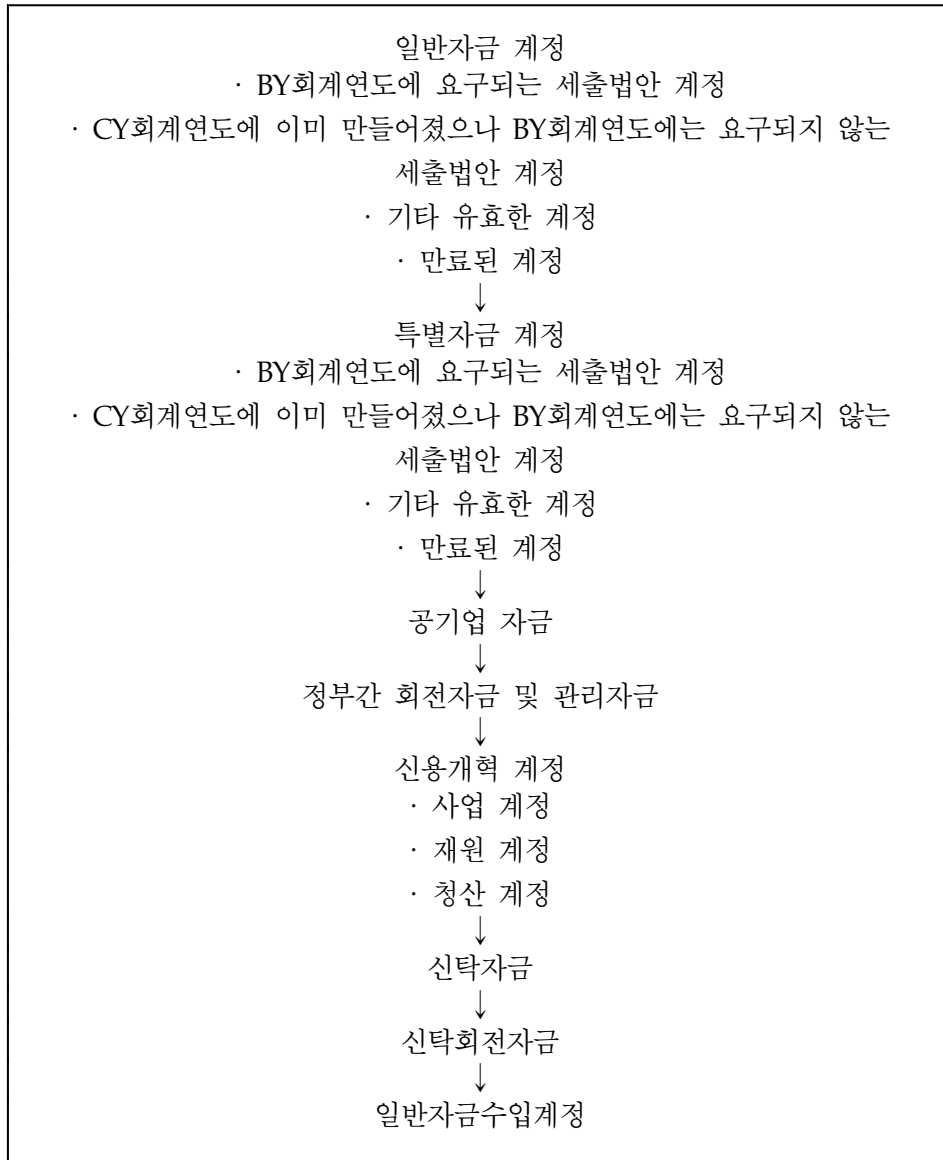 일반자금 계정
· BY회계연도에 요구되는 세출법안 계정
· CY회계연도에 이미 만들어졌으나 BY회계연도에는 요구되지 않는
세출법안 계정
· 기타 유효한 계정
· 만료된 계정
↓
특별자금 계정
· BY회계연도에 요구되는 세출법안 계정
· CY회계연도에 이미 만들어졌으나 BY회계연도에는 요구되지 않는
세출법안 계정
· 기타 유효한 계정
· 만료된 계정
↓
공기업 자금
↓
정부간 회전자금 및 관리자금
↓
신용개혁 계정
· 사업 계정
· 재원 계정
· 청산 계정
↓
신탁자금
↓
신탁회전자금
↓
일반자금수입계정